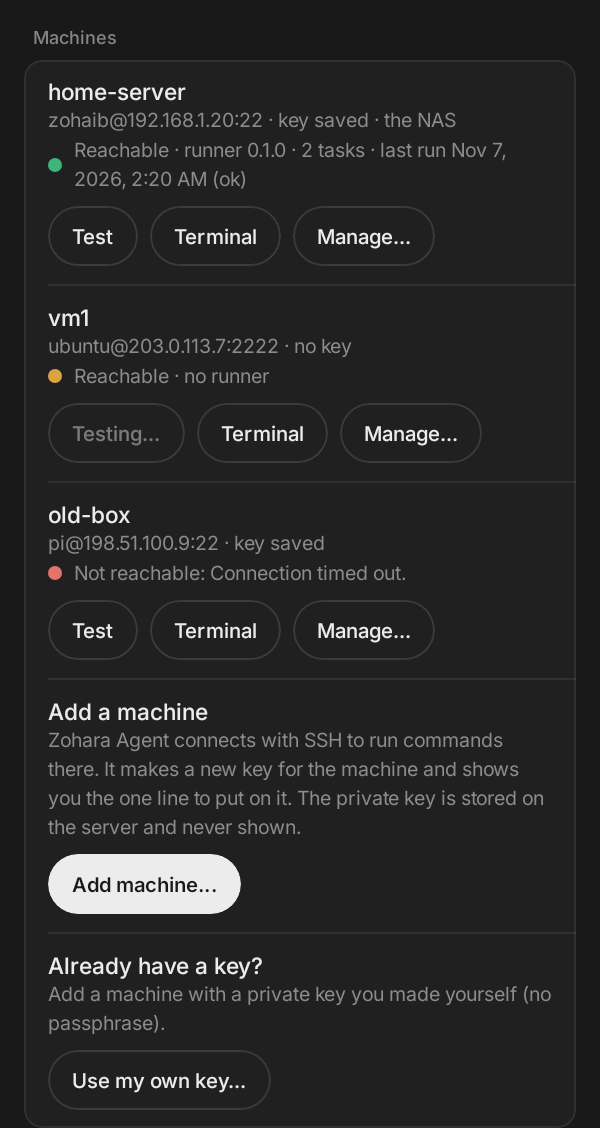 Machines
home-server
zohaib@192.168.1.20:22 · key saved · the NAS
Reachable · runner 0.1.0 · 2 tasks · last run Nov 7,
2026, 2:20 AM (ok)
Test Terminal Manage...
vm1
ubuntu@203.0.113.7:2222 · no key
Reachable · no runner
Testing... Terminal Manage...
old-box
pi@198.51.100.9:22 · key saved
Not reachable: Connection timed out.
Test Terminal Manage...
Add a machine
Zohara Agent connects with SSH to run commands
there. It makes a new key for the machine and shows
you the one line to put on it. The private key is stored on
the server and never shown.
Add machine...
Already have a key?
Add a machine with a private key you made yourself (no
passphrase).
Use my own key...